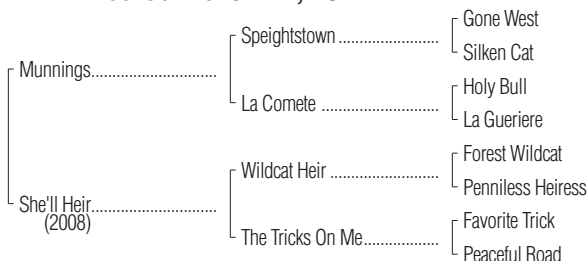 Gone West
Speightstown
Silken Cat
Munnings
Holy Bull
La Comete
La Gueriere
Forest Wildcat
Wildcat Heir
Penniless Heiress
She'll Heir
(2008)
Favorite Trick
The Tricks On Me
Peaceful Road